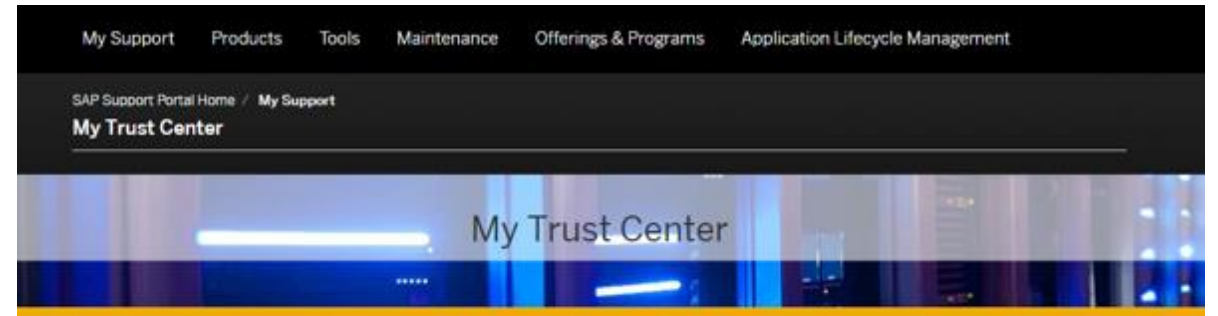 My Support Products Tools Maintenance Offerings & Programs Application Lifecycle Management
SAP Support Portal Home / My Support
My Trust Center
My Trust Center